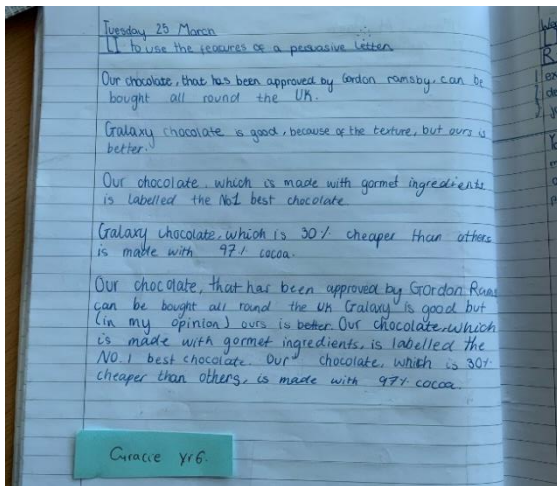 Tuesday 25 March
LI to use the features of a persuasive letter
Our chocolate, that has been approved by Gordon ramsby, can be
bought all round the UK.
Galaxy chocolate is good, because of the texture, but ours is
better.
Our chocolate, which is made with gormet ingredients
is labelled the No1 best chocolate
Galaxy chocolate, which is 30% cheaper than others
is made with 97% cocoa.
Our chocolate, that has been approved by Gordon Rams
can be bought all round the UK Galaxy is good but
(in my opinion) ours is better. Our chocolate, which
is made with gormet ingredients, is labelled the
NO.1 best chocolate. Our chocolate, which is 30%
cheaper than others, is made with 97% cocoa.
yr6.